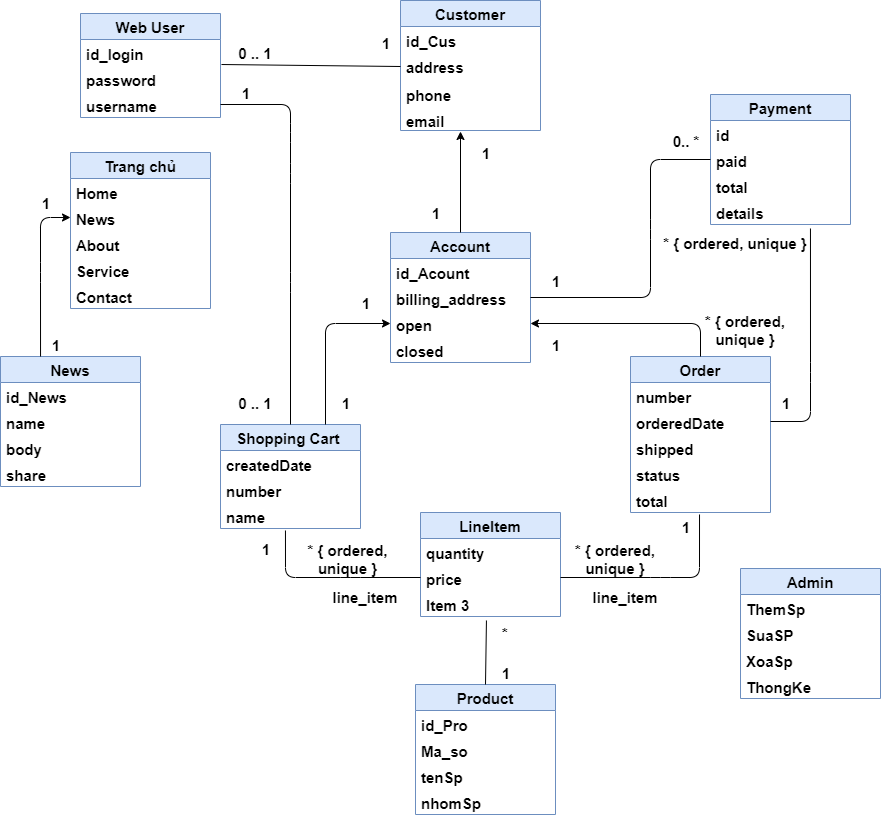 Customer
id_Cus
address
phone
email
Web User
id_login
password
username
0 .. 1
1
1
Payment
id
paid
total
details
0.. *
1
1
Trang chủ
Home
News
About
Service
Contact
1
Account
id_Acount
billing_address
open
closed
* { ordered, unique }
1
1
* { ordered,
unique }
1
1
News
id_News
name
body
share
Order
number
orderedDate
shipped
status
total
1
0 .. 1
1
Shopping Cart
createdDate
number
name
1
* { ordered,
unique }
line_item
LineItem
quantity
price
Item 3
* { ordered,
unique }
line_item
1
Admin
ThemSp
SuaSP
XoaSp
ThongKe
*
1
Product
id_Pro
Ma_so
tenSp
nhomSp